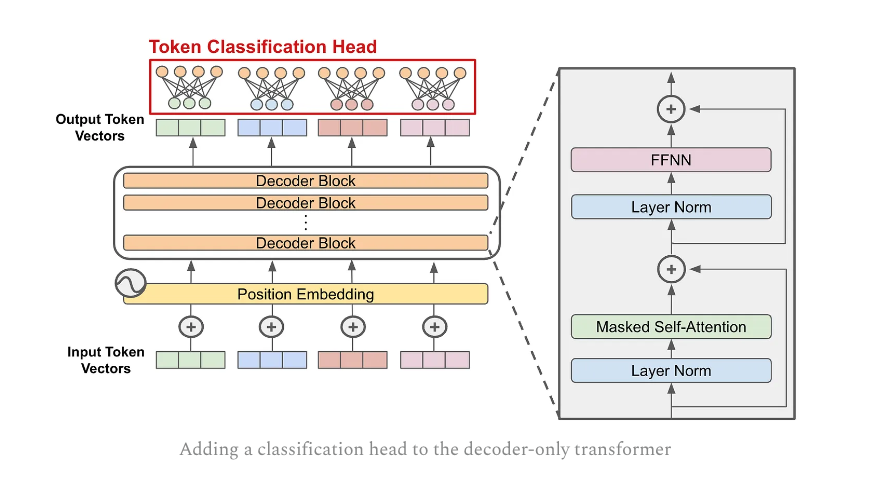 Token Classification Head
Output Token
Vectors
Decoder Block
Decoder Block
Decoder Block
Position Embedding
Input Token
Vectors
FFNN
Layer Norm
Masked Self-Attention
Layer Norm
Adding a classification head to the decoder-only transformer